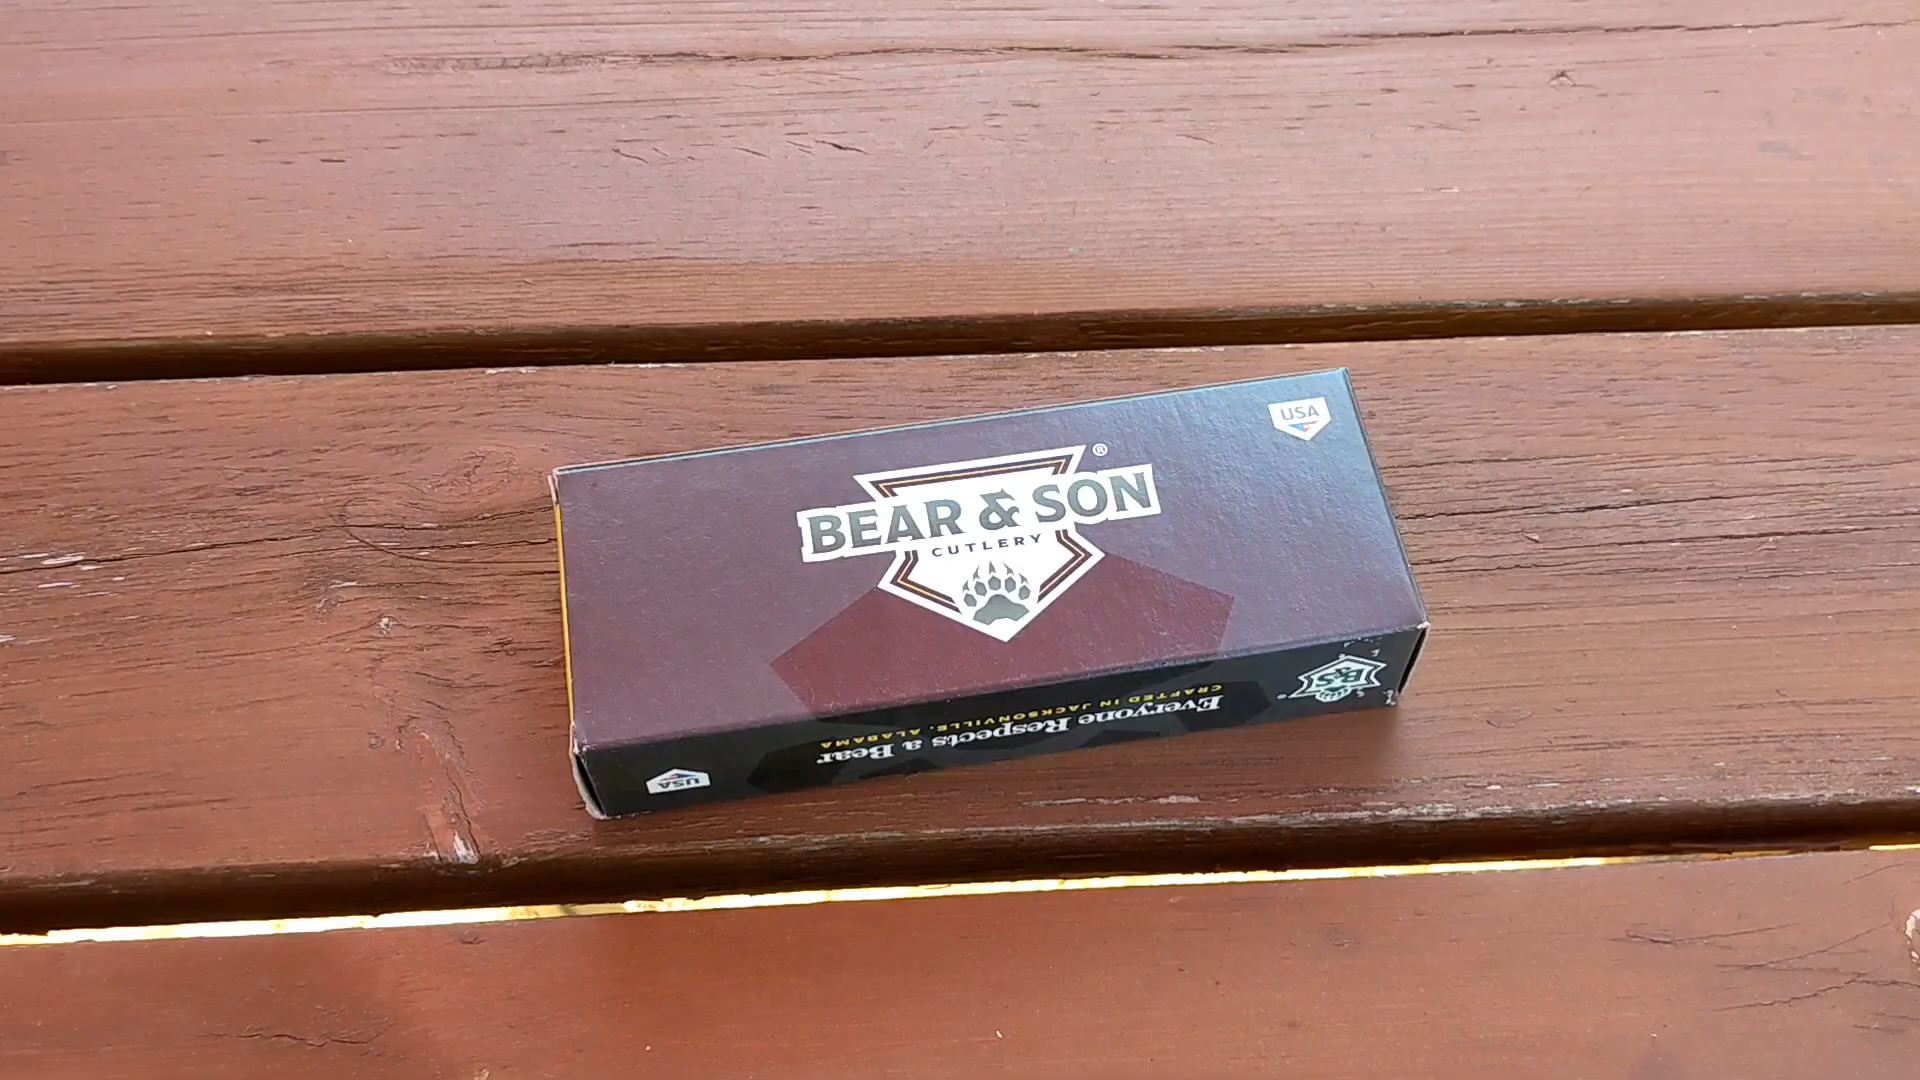 USA
®
BEAR & SON
CUTLERY
B&S
®
Everyone Respects a Bear
CRAFTED IN JACKSONVILLE, ALABAMA
USA